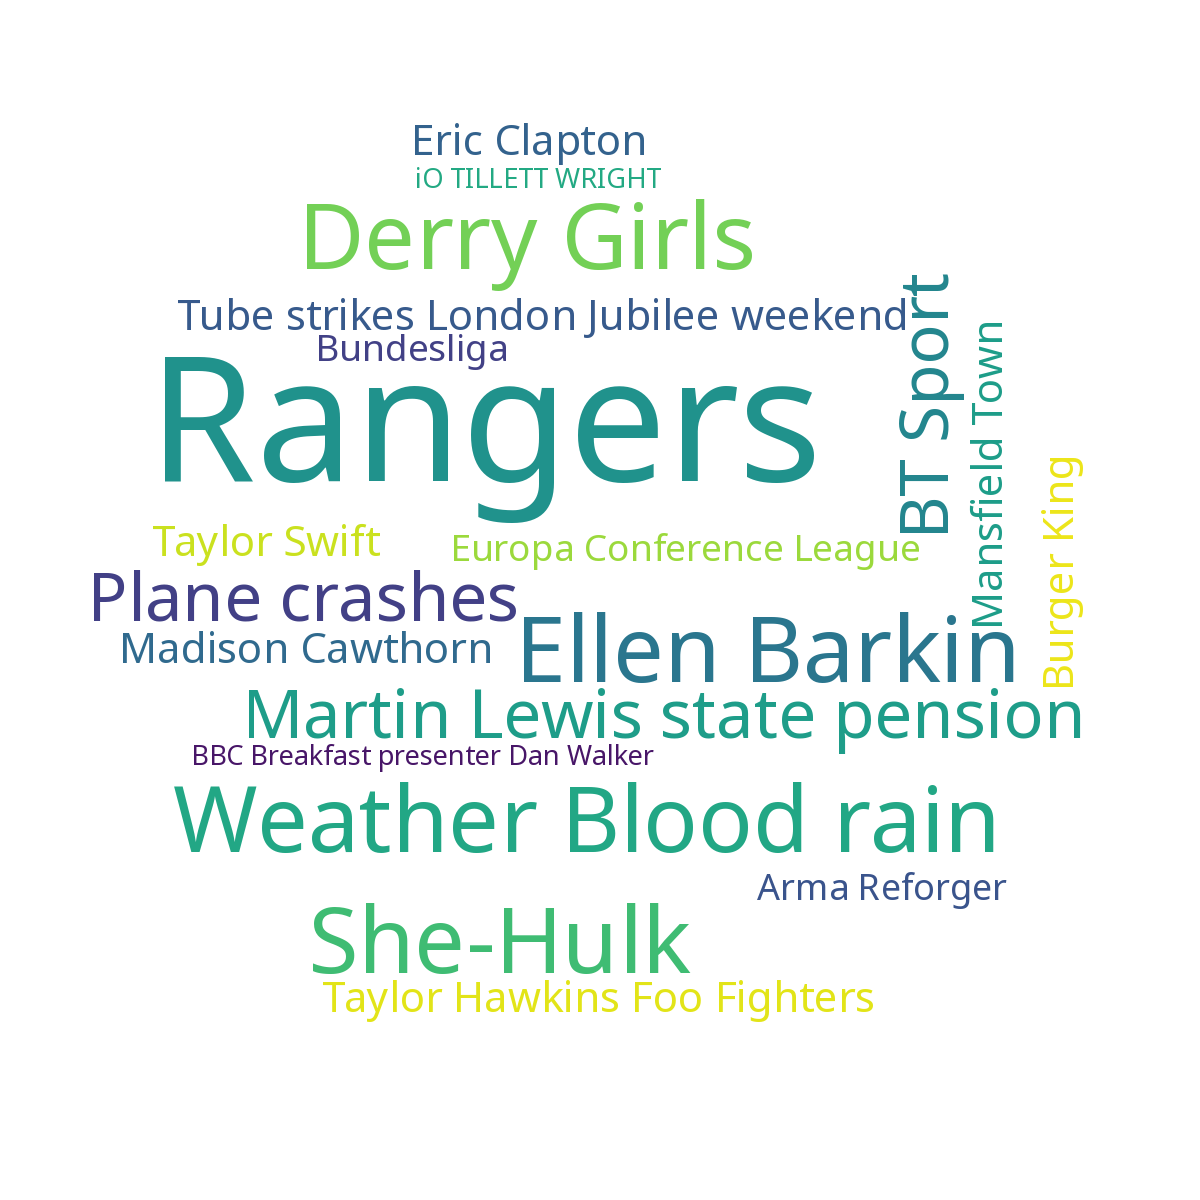 Eric Clapton
iO TILLETT WRIGHT
Derry Girls
Tube strikes London Jubilee weekend
Bundesliga
Rangers
BT Sport
Mansfield Town
Burger King
Taylor Swift
Europa Conference League
Plane crashes
Madison Cawthorn
Ellen Barkin
Martin Lewis state pension
BBC Breakfast presenter Dan Walker
Weather Blood rain
Arma Reforger
She-Hulk
Taylor Hawkins Foo Fighters